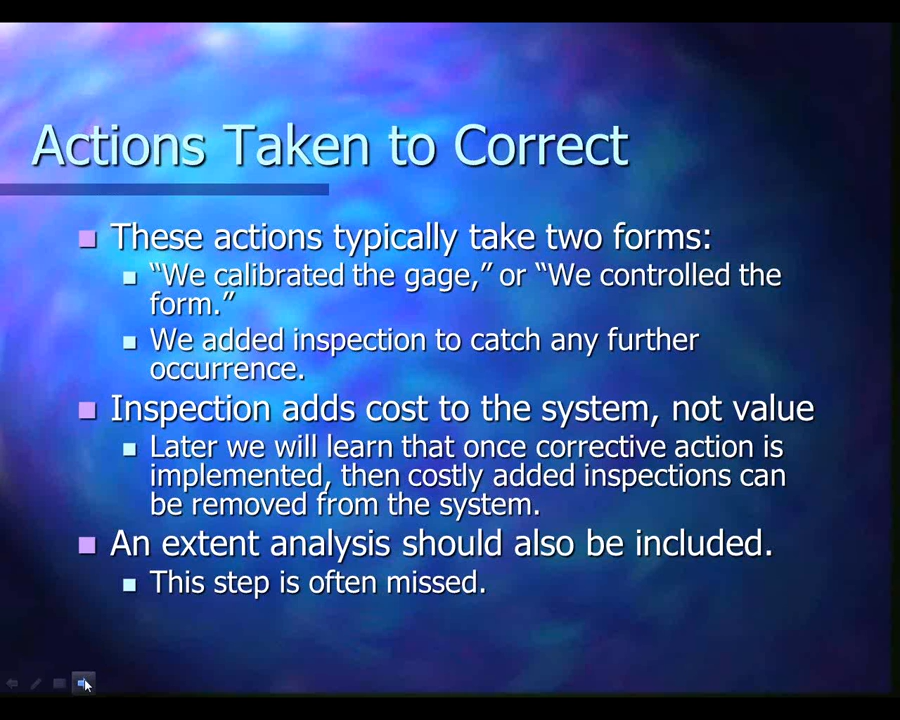 Actions Taken to Correct
These actions typically take two forms:
“We calibrated the gage,” or “We controlled the
form.”
We added inspection to catch any further
occurrence.
Inspection adds cost to the system, not value
Later we will learn that once corrective action is
implemented, then costly added inspections can
be removed from the system.
An extent analysis should also be included.
This step is often missed.